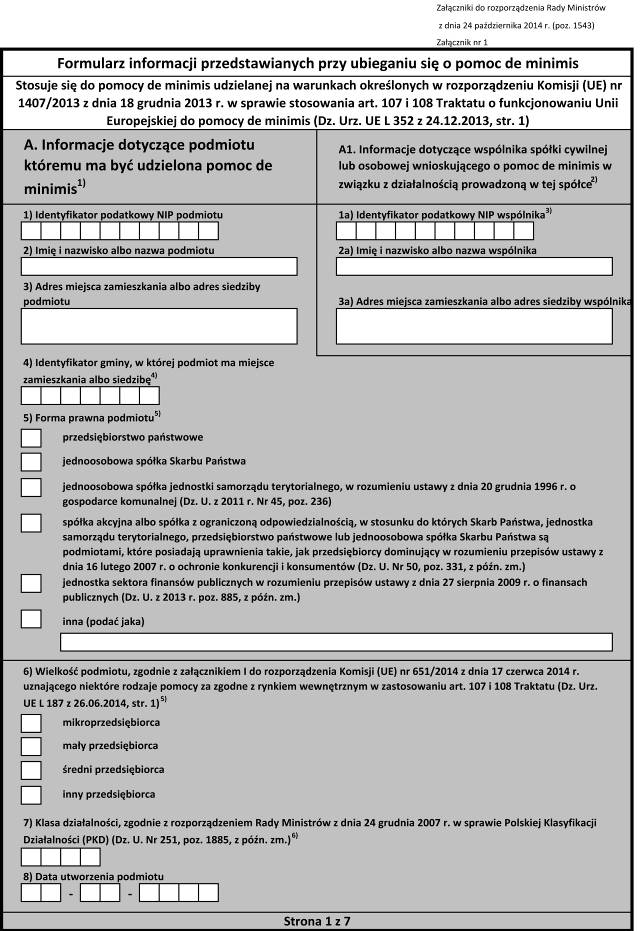 Załączniki do rozporządzenia Rady Ministrów
z dnia 24 października 2014 r. (poz. 1543)
Załącznik nr 1
Formularz informacji przedstawianych przy ubieganiu się o pomoc de minimis
Stosuje się do pomocy de minimis udzielanej na warunkach określonych w rozporządzeniu Komisji (UE) nr
1407/2013 z dnia 18 grudnia 2013 r. w sprawie stosowania art. 107 i 108 Traktatu o funkcjonowaniu Unii
Europejskiej do pomocy de minimis (Dz. Urz. UE L 352 z 24.12.2013, str. 1)
A. Informacje dotyczące podmiotu
któremu ma być udzielona pomoc de
minimis1)
A1. Informacje dotyczące wspólnika spółki cywilnej
lub osobowej wnioskującego o pomoc de minimis w
związku z działalnością prowadzoną w tej spółce2)
1) Identyfikator podatkowy NIP podmiotu
1a) Identyfikator podatkowy NIP wspólnika3)
2) Imię i nazwisko albo nazwa podmiotu
2a) Imię i nazwisko albo nazwa wspólnika
3) Adres miejsca zamieszkania albo adres siedziby
podmiotu
3a) Adres miejsca zamieszkania albo adres siedziby wspólnika
4) Identyfikator gminy, w której podmiot ma miejsce
zamieszkania albo siedzibę4)
5) Forma prawna podmiotu5)
przedsiębiorstwo państwowe
jednoosobowa spółka Skarbu Państwa
jednoosobowa spółka jednostki samorządu terytorialnego, w rozumieniu ustawy z dnia 20 grudnia 1996 r. o
gospodarce komunalnej (Dz. U. z 2011 r. Nr 45, poz. 236)
spółka akcyjna albo spółka z ograniczoną odpowiedzialnością, w stosunku do których Skarb Państwa, jednostka
samorządu terytorialnego, przedsiębiorstwo państwowe lub jednoosobowa spółka Skarbu Państwa są
podmiotami, które posiadają uprawnienia takie, jak przedsiębiorcy dominujący w rozumieniu przepisów ustawy z
dnia 16 lutego 2007 r. o ochronie konkurencji i konsumentów (Dz. U. Nr 50, poz. 331, z późn. zm.)
jednostka sektora finansów publicznych w rozumieniu przepisów ustawy z dnia 27 sierpnia 2009 r. o finansach
publicznych (Dz. U. z 2013 r. poz. 885, z późn. zm.)
inna (podać jaka)
6) Wielkość podmiotu, zgodnie z załącznikiem I do rozporządzenia Komisji (UE) nr 651/2014 z dnia 17 czerwca 2014 r.
uznającego niektóre rodzaje pomocy za zgodne z rynkiem wewnętrznym w zastosowaniu art. 107 i 108 Traktatu (Dz. Urz.
UE L 187 z 26.06.2014, str. 1)5)
mikroprzedsiębiorca
mały przedsiębiorca
średni przedsiębiorca
inny przedsiębiorca
7) Klasa działalności, zgodnie z rozporządzeniem Rady Ministrów z dnia 24 grudnia 2007 r. w sprawie Polskiej Klasyfikacji
Działalności (PKD) (Dz. U. Nr 251, poz. 1885, z późn. zm.)6)
8) Data utworzenia podmiotu
- -
Strona 1 z 7